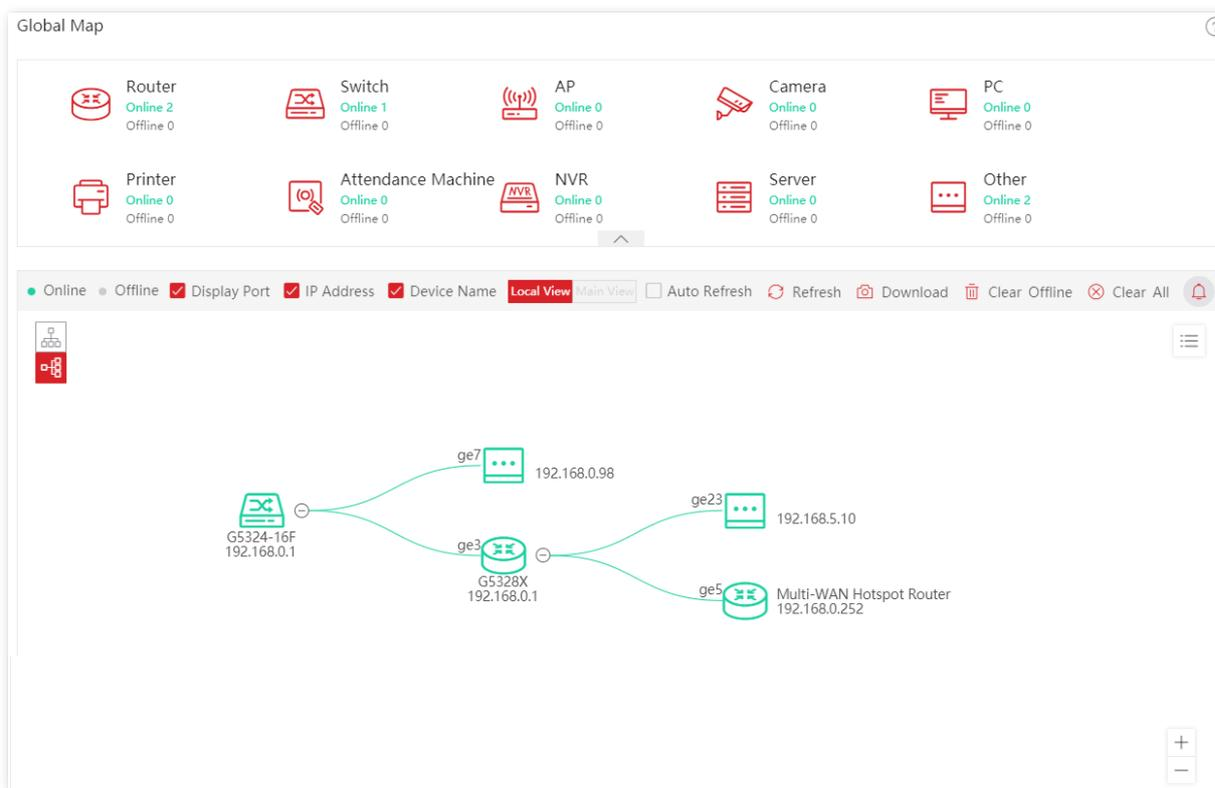 Global Map
Router
Online 2
Offline 0
Switch
Online 1
Offline 0
AP
Online 0
Offline 0
Camera
Online 0
Offline 0
PC
Online 0
Offline 0
Printer
Online 0
Offline 0
Attendance Machine
Online 0
Offline 0
NVR
NVR
Online 0
Offline 0
Server
Online 0
Offline 0
Other
Online 2
Offline 0
Online Offline Display Port IP Address Device Name Local View Main View Auto Refresh Refresh Download Clear Offline Clear All
ge7
192.168.0.98
G5324-16F
192.168.0.1
ge3
G5328X
192.168.0.1
ge23
192.168.5.10
ge5
Multi-WAN Hotspot Router
192.168.0.252